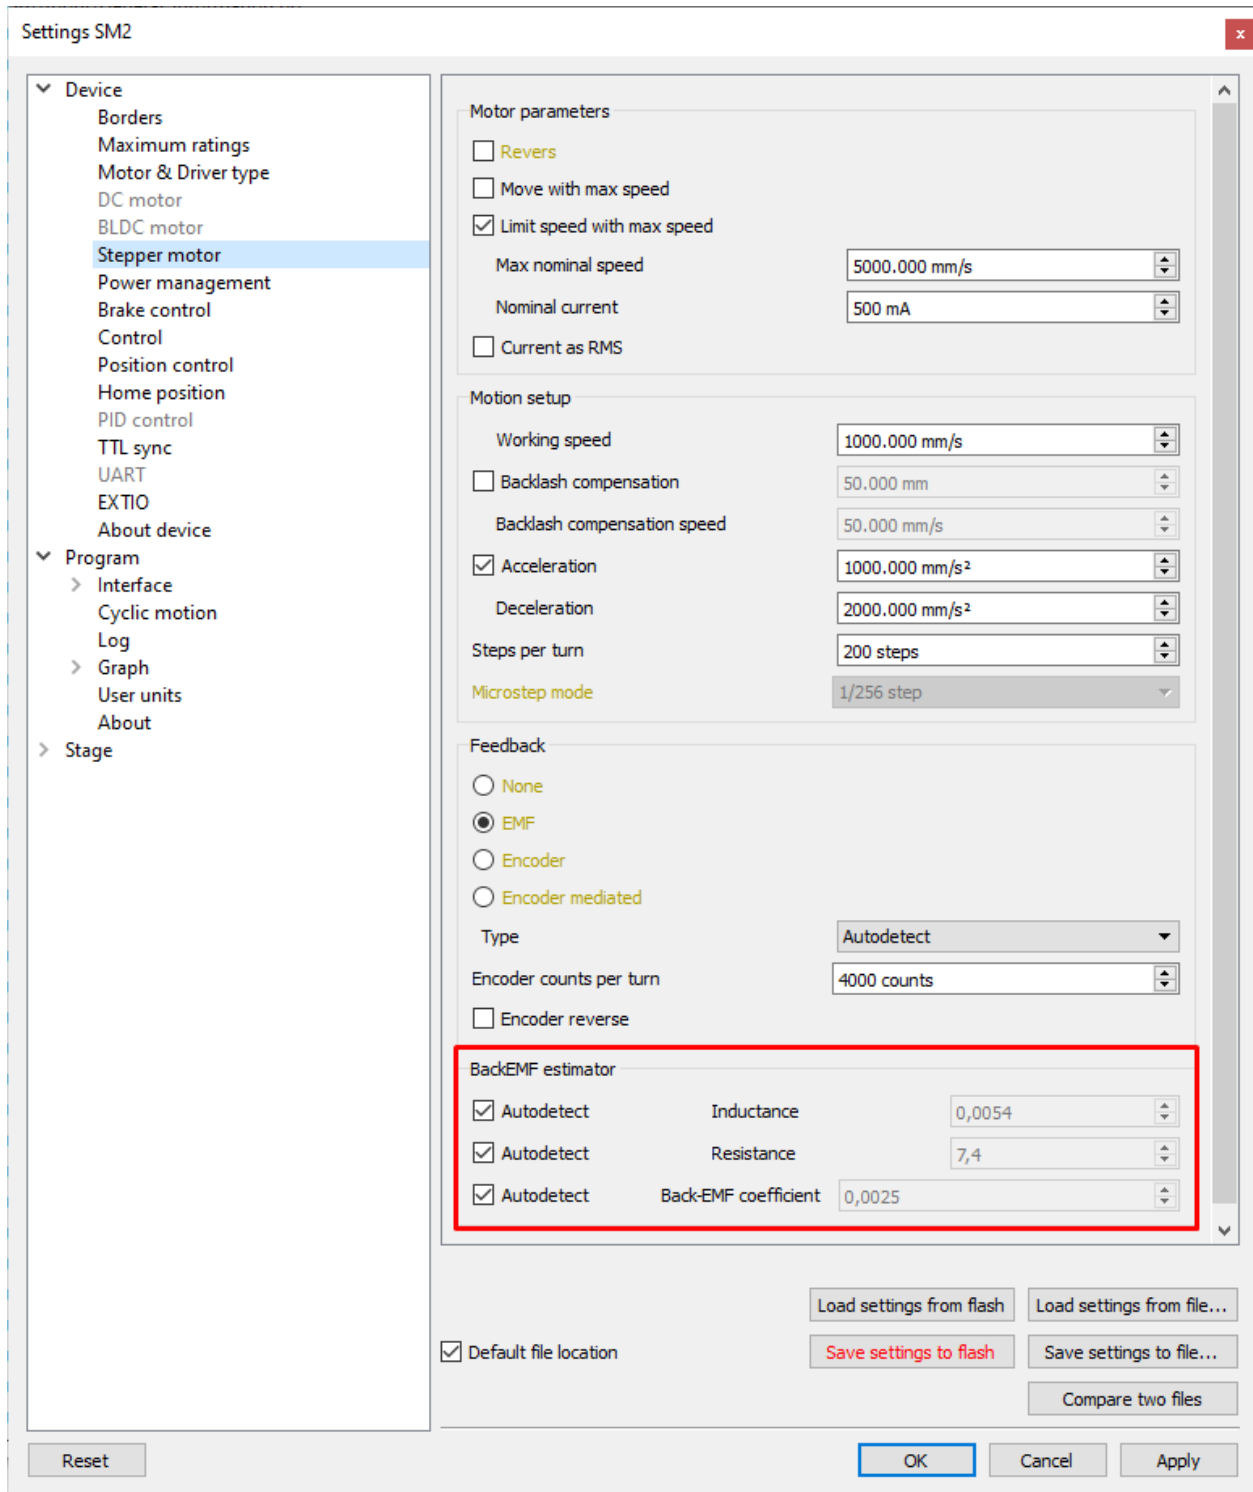 Settings SM2
x
Device
Borders
Maximum ratings
Motor & Driver type
DC motor
BLDC motor
Stepper motor
Power management
Brake control
Control
Position control
Home position
PID control
TTL sync
UART
EXTIO
About device
Program
Interface
Cyclic motion
Log
Graph
User units
About
Stage
Motor parameters
Revers
Move with max speed
Limit speed with max speed
Max nominal speed 5000.000 mm/s
Nominal current 500 mA
Current as RMS
Motion setup
Working speed 1000.000 mm/s
Backlash compensation 50.000 mm
Backlash compensation speed 50.000 mm/s
Acceleration 1000.000 mm/s²
Deceleration 2000.000 mm/s²
Steps per turn 200 steps
Microstep mode 1/256 step
Feedback
None
EMF
Encoder
Encoder mediated
Type Autodetect
Encoder counts per turn 4000 counts
Encoder reverse
BackEMF estimator
Autodetect Inductance 0,0054
Autodetect Resistance 7,4
Autodetect Back-EMF coefficient 0,0025
Load settings from flash Load settings from file...
Default file location Save settings to flash Save settings to file...
Compare two files
Reset OK Cancel Apply